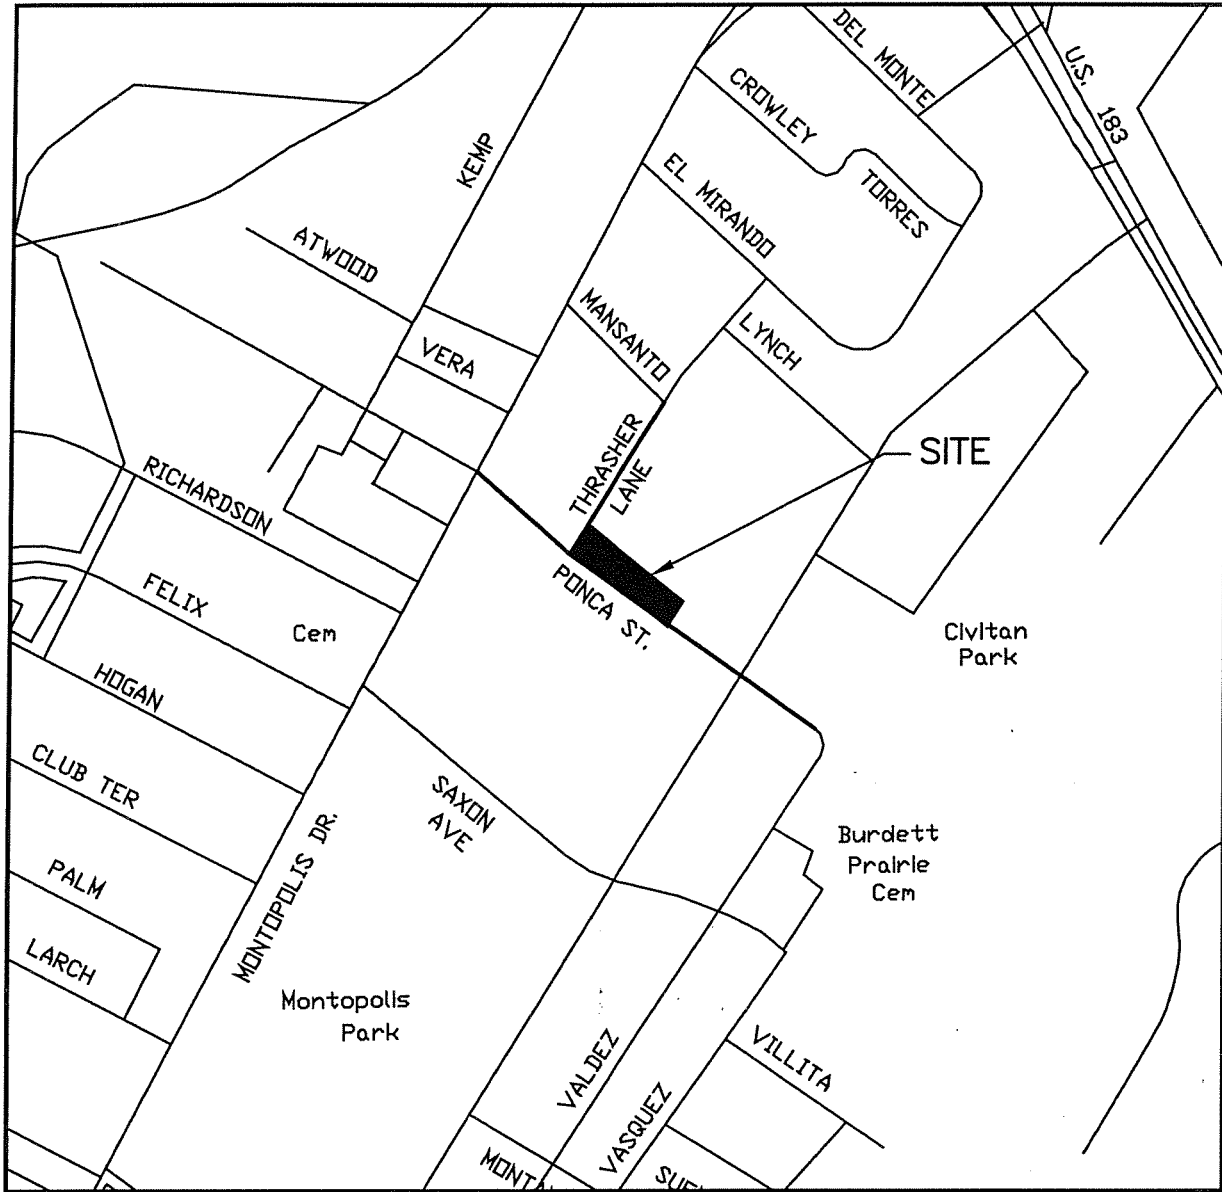 DEL MONTE
U.S. 183
CROWLEY
TORRES
KEMP
EL MIRANDO
ATWOOD
MANSANTO
LYNCH
VERA
THRASHER
LANE
SITE
RICHARDSON
PONCA ST.
FELIX
Cem
Civitan
Park
HOGAN
CLUB TER
SAXON
AVE
MONTOPOLIS DR.
Burdett
Prairie
Cem
PALM
LARCH
Montopolis
Park
VALDEZ
VASQUEZ
VILLITA